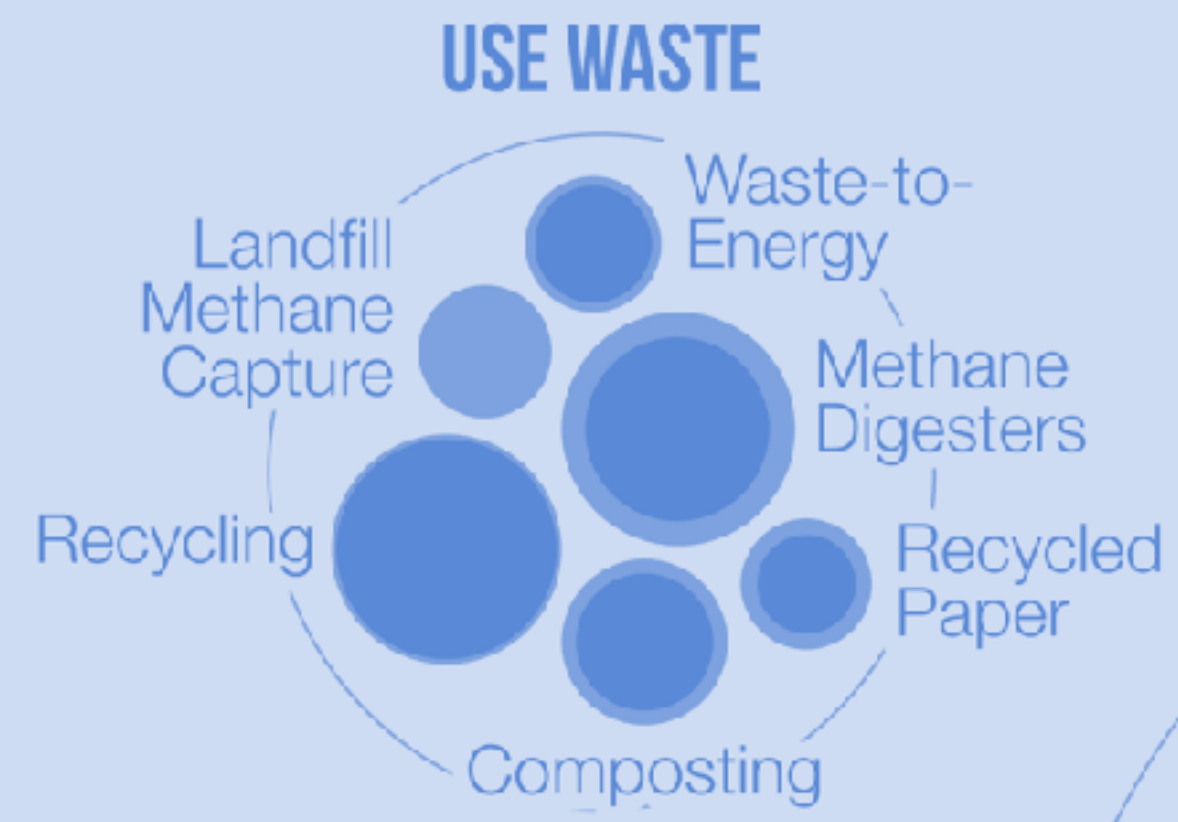 USE WASTE
Waste-to-
Energy
Landfill
Methane
Capture
Methane
Digesters
Recycling
Recycled
Paper
Composting